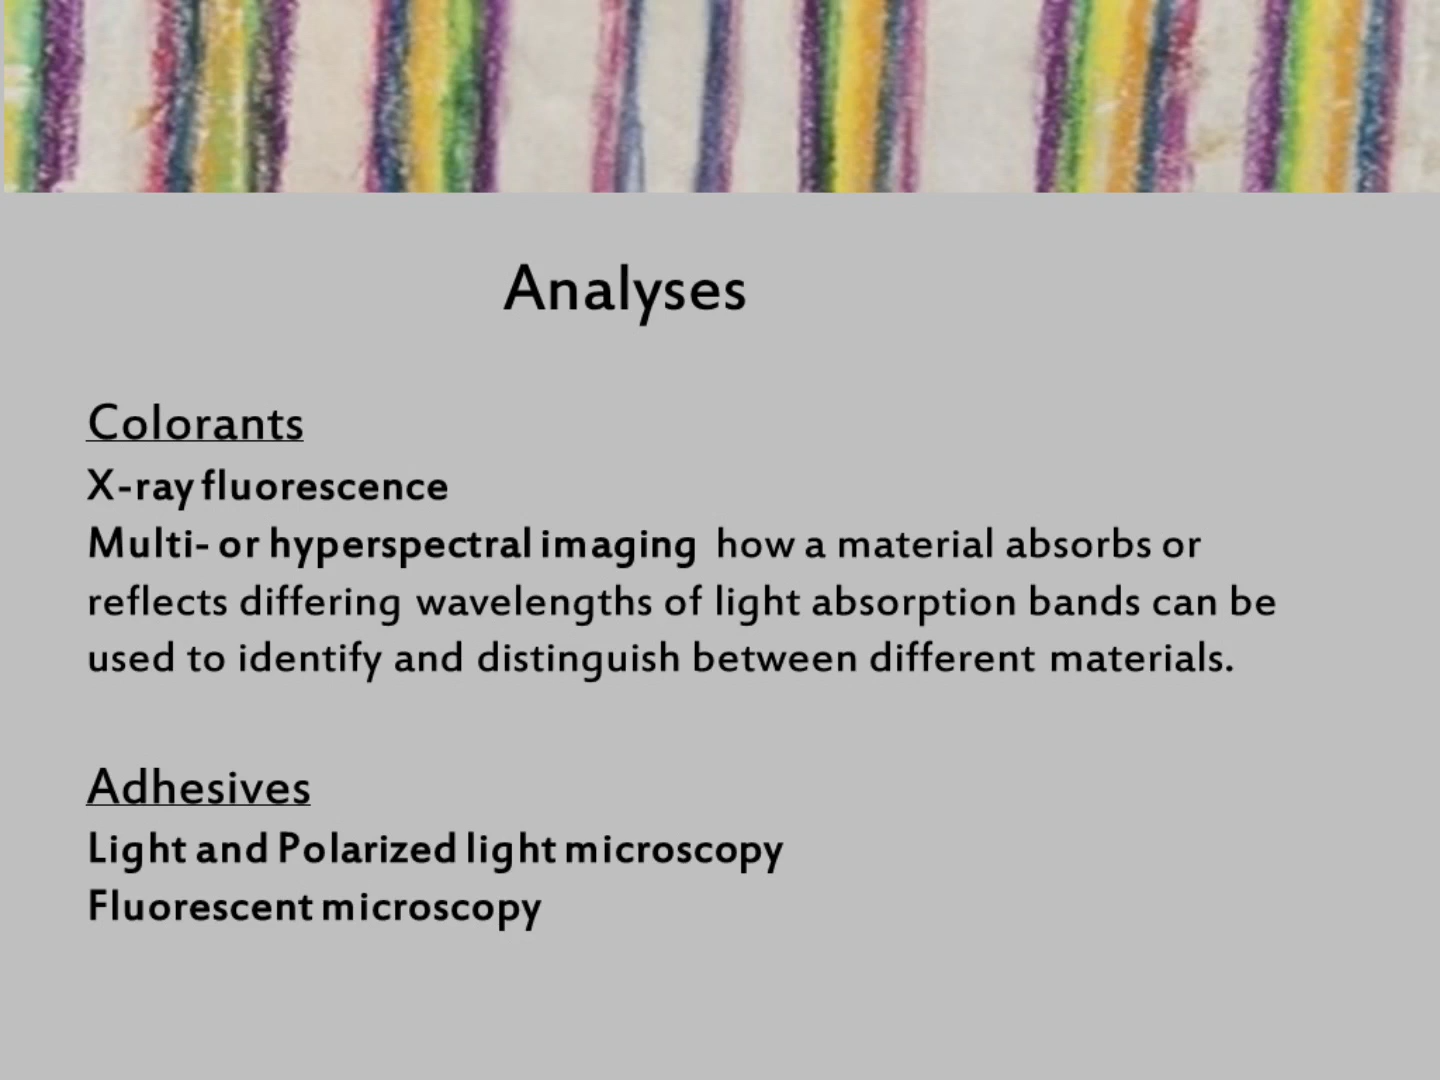 Analyses
Colorants
X-ray fluorescence
Multi- or hyperspectral imaging how a material absorbs or
reflects differing wavelengths of light absorption bands can be
used to identify and distinguish between different materials.
Adhesives
Light and Polarized light microscopy
Fluorescent microscopy